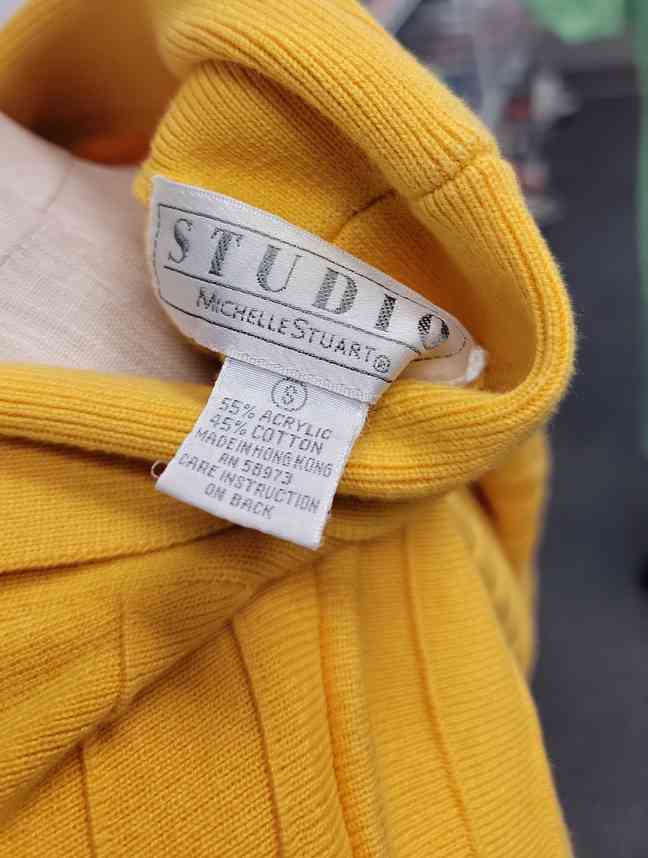 STUDIO
MICHELLE STUART®
S
55% ACRYLIC
45% COTTON
MADE IN HONG KONG
RN 58973
CARE INSTRUCTION
ON BACK